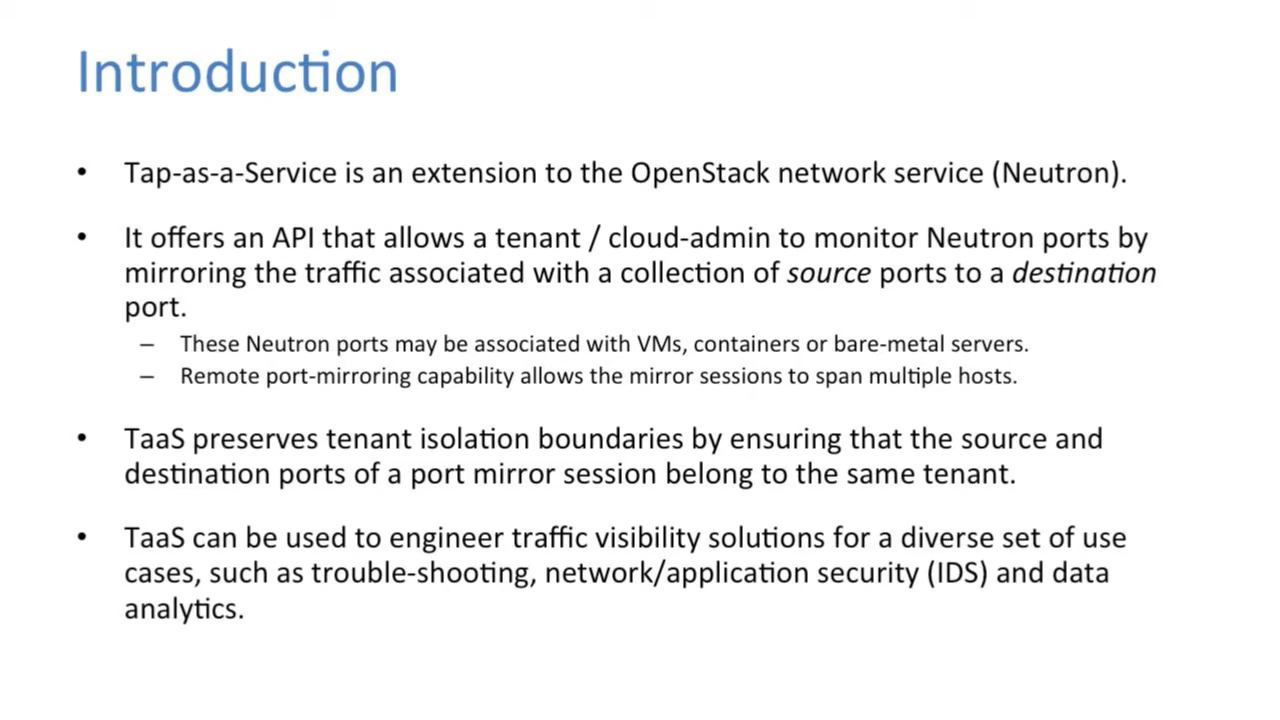 Introduction
• Tap-as-a-Service is an extension to the OpenStack network service (Neutron).
• It offers an API that allows a tenant / cloud-admin to monitor Neutron ports by
mirroring the traffic associated with a collection of source ports to a destination
port.
– These Neutron ports may be associated with VMs, containers or bare-metal servers.
– Remote port-mirroring capability allows the mirror sessions to span multiple hosts.
• TaaS preserves tenant isolation boundaries by ensuring that the source and
destination ports of a port mirror session belong to the same tenant.
• TaaS can be used to engineer traffic visibility solutions for a diverse set of use
cases, such as trouble-shooting, network/application security (IDS) and data
analytics.